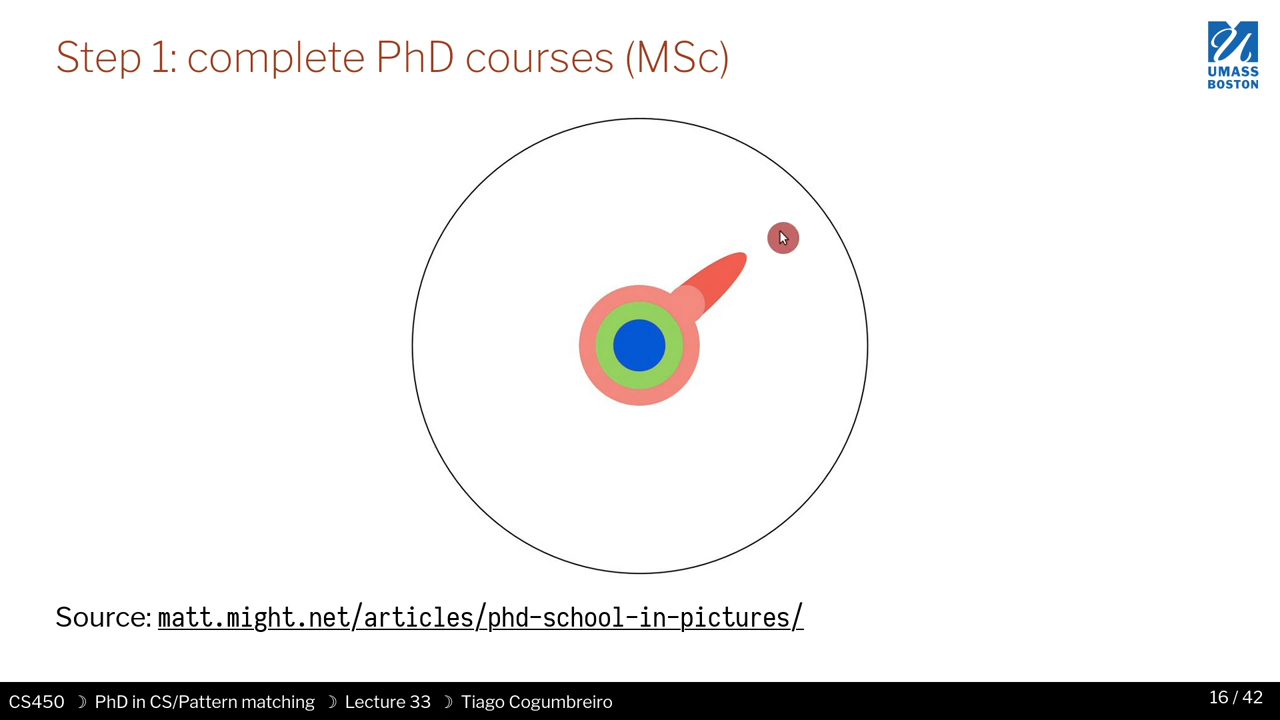 Step 1: complete PhD courses (MSc)
UMASS
BOSTON
Source: matt.might.net/articles/phd-school-in-pictures/
CS450 ☽ PhD in CS/Pattern matching ☽ Lecture 33 ☽ Tiago Cogumbreiro
16 / 42